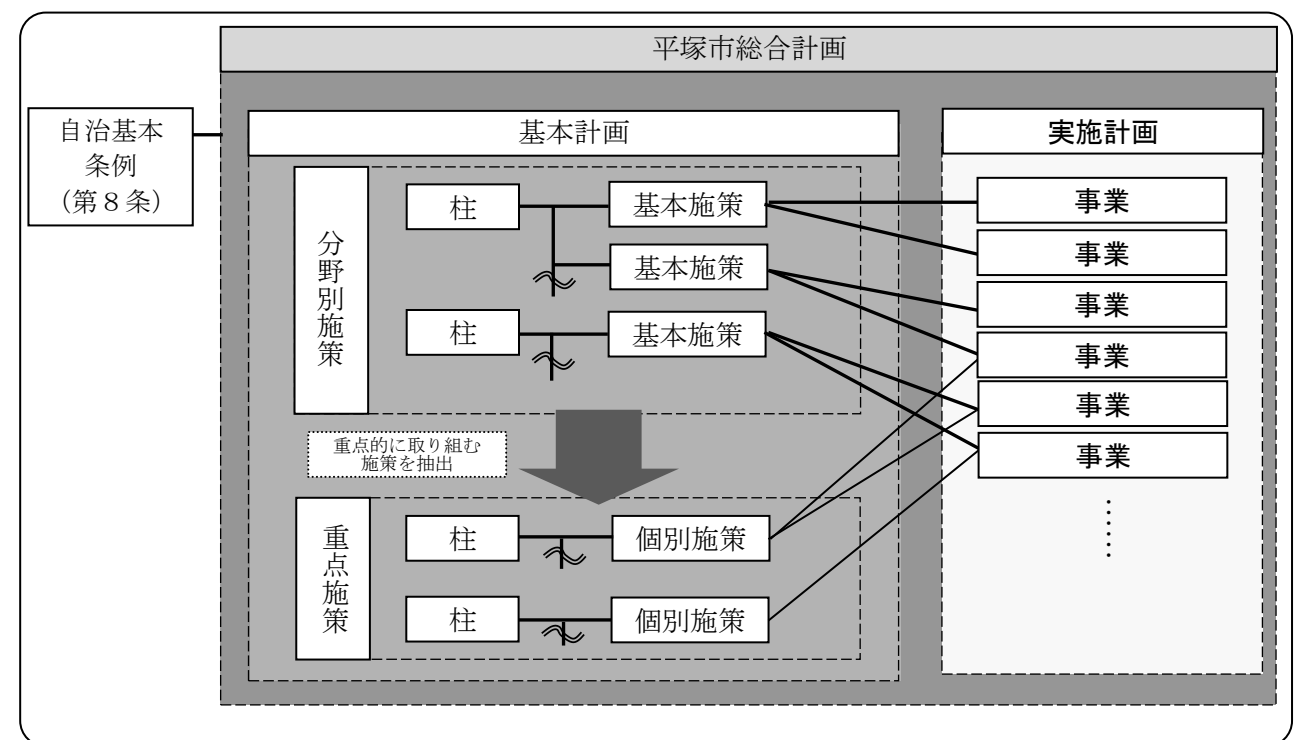 平塚市総合計画
自治基本
条例
（第８条）
基本計画
実施計画
分野別施策
柱
基本施策
基本施策
柱
基本施策
重点的に取り組む
施策を抽出
重点施策
柱
個別施策
柱
個別施策
事業
事業
事業
事業
事業
事業
……